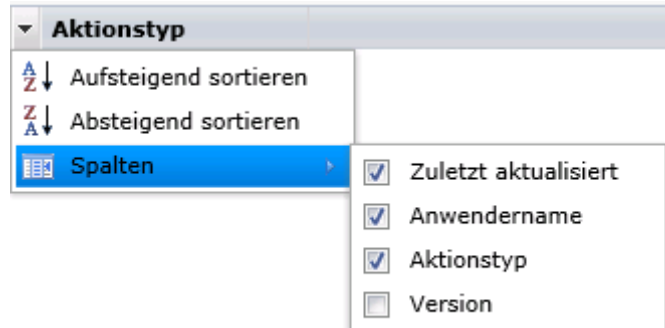 Aktionstyp
Aufsteigend sortieren
Absteigend sortieren
Spalten
Zuletzt aktualisiert
Anwendername
Aktionstyp
Version